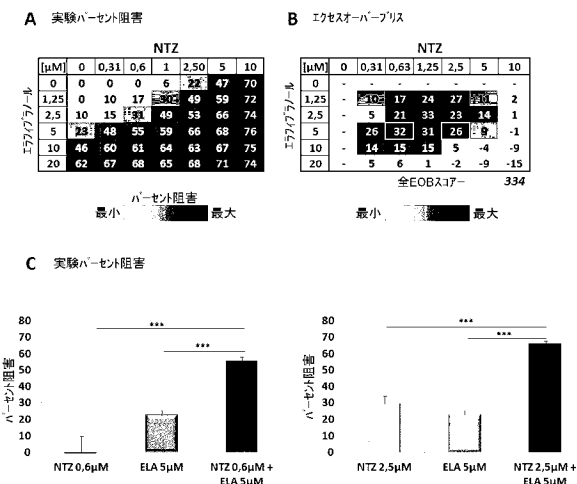 A 実験パーセント阻害
NTZ
[µM] 0 0,31 0,6 1 2,50 5 10
0 0 0 6 22 47 70
1,25 0 10 17 30 49 59 72
2,5 10 15 31 49 53 66 74
5 23 48 55 59 66 68 76
10 46 60 61 64 63 67 75
20 62 67 68 65 68 71 74
エラフィブラノール
パーセント阻害
最小 最大
B エクセスオーバーブリス
NTZ
[µM] 0 0,31 0,63 1,25 2,5 5 10
0 - - - - - - -
1,25 - 10 17 24 27 11 2
2,5 - 5 21 33 23 14 1
5 - 26 32 31 26 9 -1
10 - 14 15 15 5 -4 -9
20 - 5 6 1 -2 -9 -15
エラフィブラノール
全EOBスコアー 334
最小 最大
C 実験パーセント阻害
80
70
60
50
40
30
20
10
0
パーセント阻害
***
***
NTZ 0,6µM
ELA 5µM
NTZ 0,6µM +
ELA 5µM
80
70
60
50
40
30
20
10
0
パーセント阻害
***
***
NTZ 2,5µM
ELA 5µM
NTZ 2,5µM +
ELA 5µM